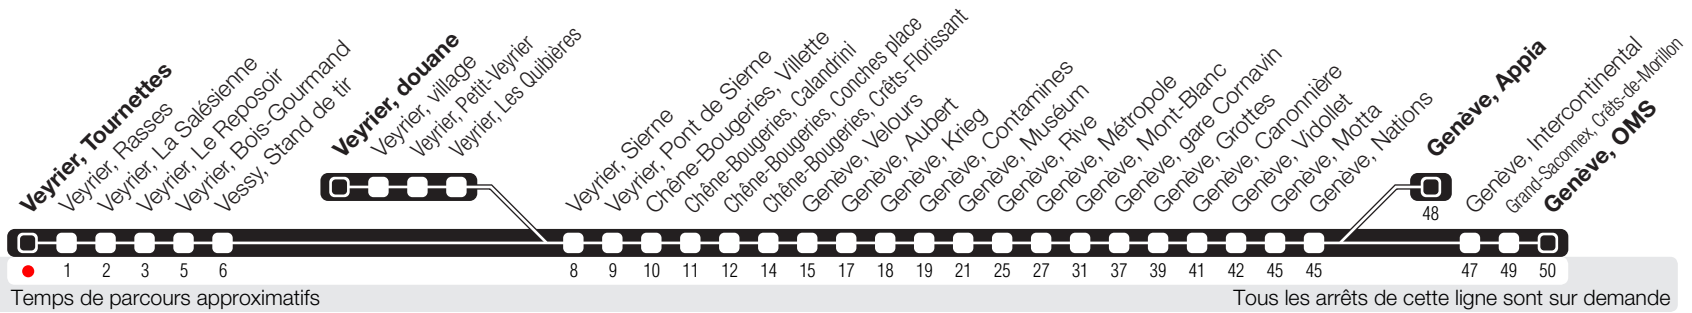 Veyrier, Tournettes
Veyrier, Rasses
Veyrier, La Salésienne
Veyrier, Le Reposoir
Veyrier, Bois-Gourmand
Vessy, Stand de tir
Veyrier, douane
Veyrier, village
Veyrier, Petit-Veyrier
Veyrier, Les Quibières
Veyrier, Sierne
Veyrier, Pont de Sierne
Chêne-Bougeries, Villette
Chêne-Bougeries, Calandrini
Chêne-Bougeries, Conches place
Chêne-Bougeries, Crêts-Florissant
Genève, Velours
Genève, Aubert
Genève, Krieg
Genève, Contamines
Genève, Muséum
Genève, Rive
Genève, Métropole
Genève, Mont-Blanc
Genève, gare Cornavin
Genève, Grottes
Genève, Canonnière
Genève, Vidollet
Genève, Motta
Genève, Nations
Genève, Appia
Genève, Intercontinental
Grand-Saconnex, Crêts-de-Morillon
Genève, OMS
48
1 2 3 5 6 8 9 10 11 12 14 15 17 18 19 21 25 27 31 37 39 41 42 45 45 47 49 50
Temps de parcours approximatifs
Tous les arrêts de cette ligne sont sur demande